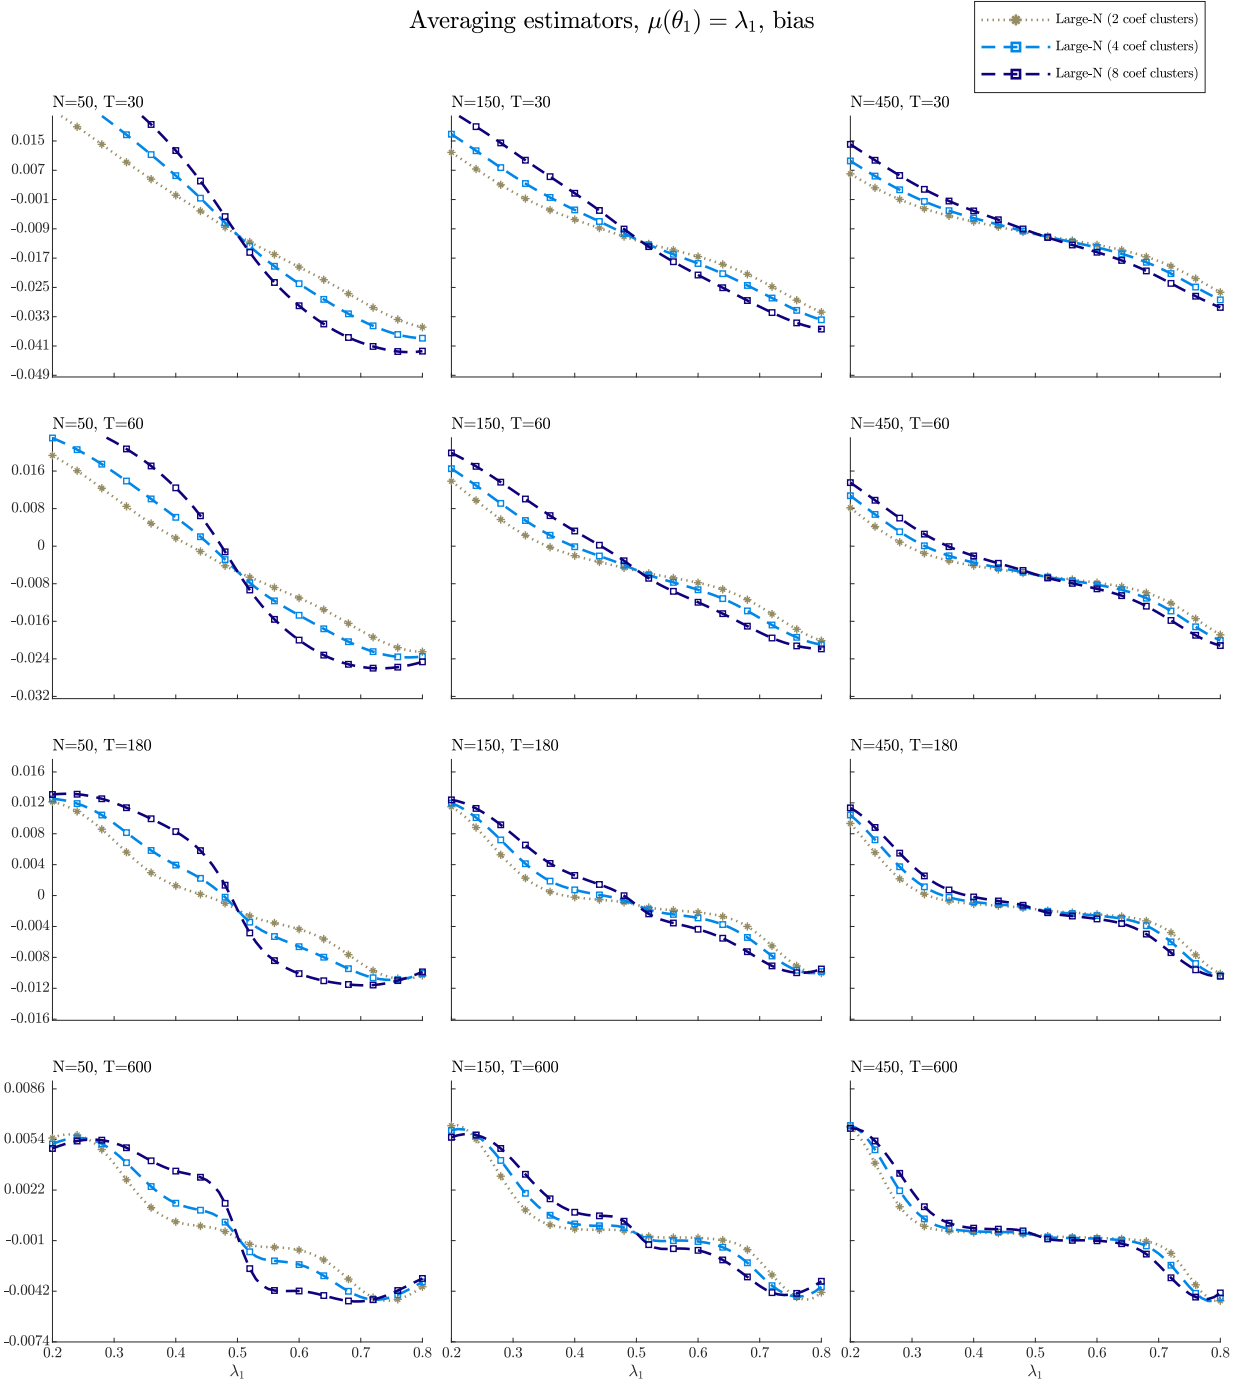 Averaging estimators, μ(θ₁) = λ₁, bias
Large-N (2 coef clusters)
Large-N (4 coef clusters)
Large-N (8 coef clusters)
N=50, T=30
N=150, T=30
N=450, T=30
0.015
0.007
-0.001
-0.009
-0.017
-0.025
-0.033
-0.041
-0.049
N=50, T=60
N=150, T=60
N=450, T=60
0.016
0.008
0
-0.008
-0.016
-0.024
-0.032
N=50, T=180
N=150, T=180
N=450, T=180
0.016
0.012
0.008
0.004
0
-0.004
-0.008
-0.012
-0.016
N=50, T=600
N=150, T=600
N=450, T=600
0.0086
0.0054
0.0022
-0.001
-0.0042
-0.0074
0.2 0.3 0.4 0.5 0.6 0.7 0.8
0.2 0.3 0.4 0.5 0.6 0.7 0.8
0.2 0.3 0.4 0.5 0.6 0.7 0.8
λ₁
λ₁
λ₁